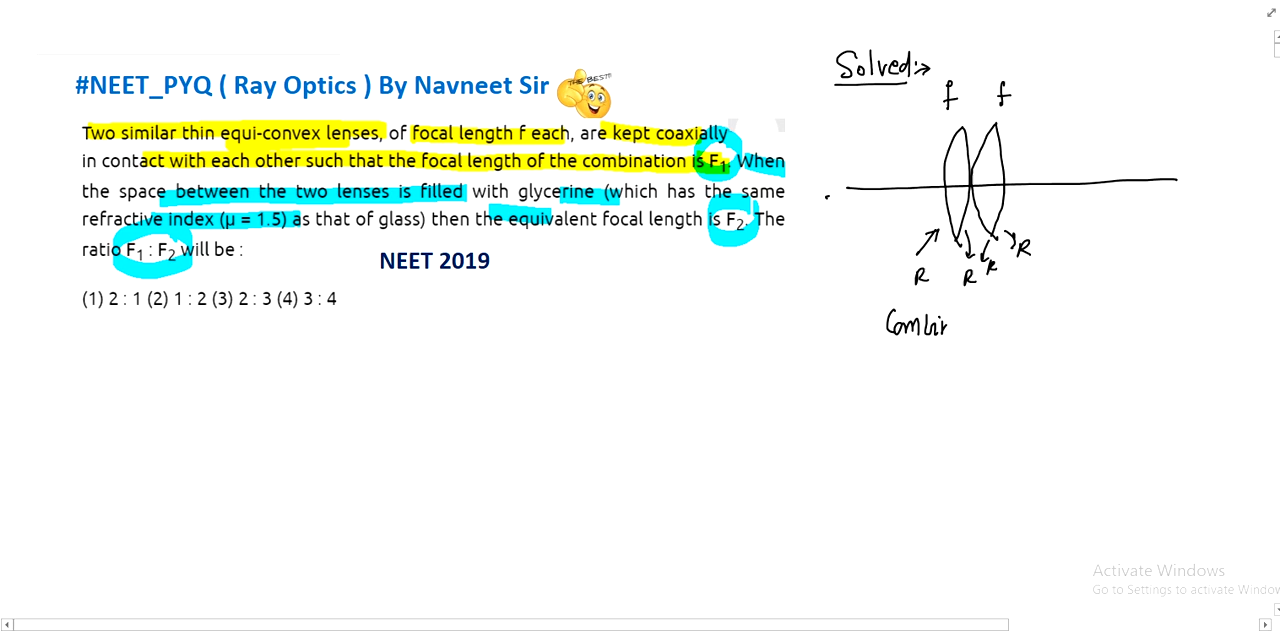 #NEET_PYQ ( Ray Optics ) By Navneet Sir
THE BEST!!
Two similar thin equi-convex lenses, of focal length f each, are kept coaxially
in contact with each other such that the focal length of the combination is F₁. When
the space between the two lenses is filled with glycerine (which has the same
refractive index (μ = 1.5) as that of glass) then the equivalent focal length is F₂. The
ratio F₁ : F₂ will be :
NEET 2019
(1) 2 : 1 (2) 1 : 2 (3) 2 : 3 (4) 3 : 4
Solved:→
f f
R R R R
Combin
Activate Windows
Go to Settings to activate Window